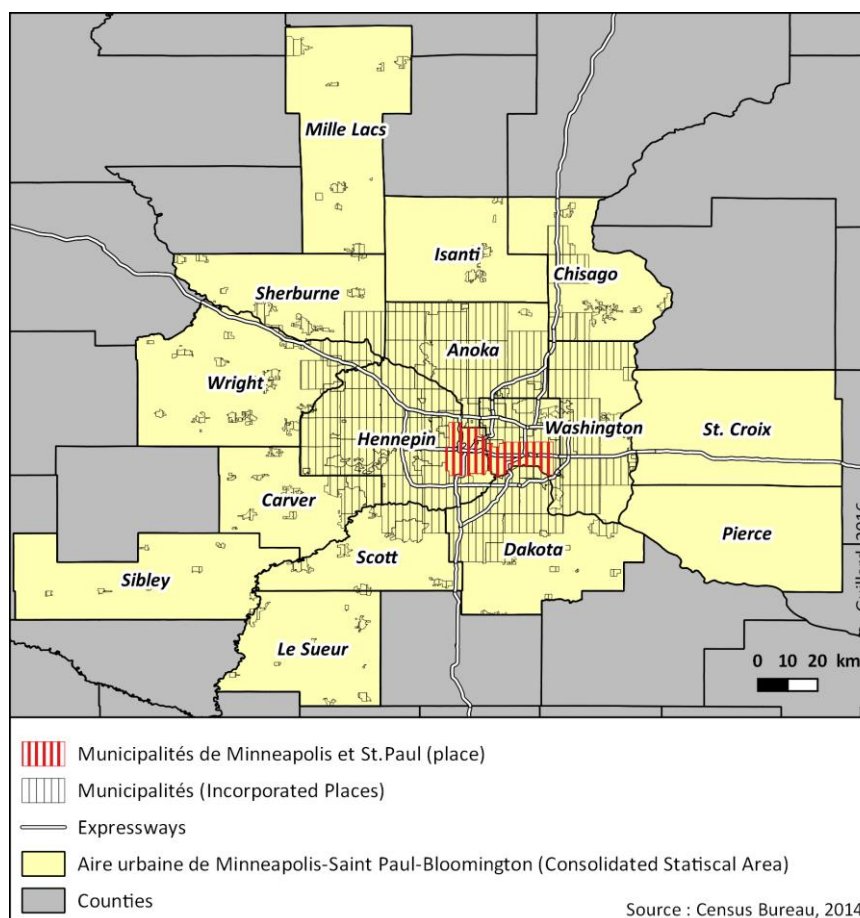 Mille Lacs
Isanti
Chisago
Sherburne
Anoka
Wright
Hennepin
Washington
St. Croix
Carver
Scott
Dakota
Pierce
Sibley
Le Sueur
0 10 20 km
Municipalités de Minneapolis et St.Paul (place)
Municipalités (Incorporated Places)
Expressways
Aire urbaine de Minneapolis-Saint Paul-Bloomington (Consolidated Statiscal Area)
Counties
Source : Census Bureau, 2014